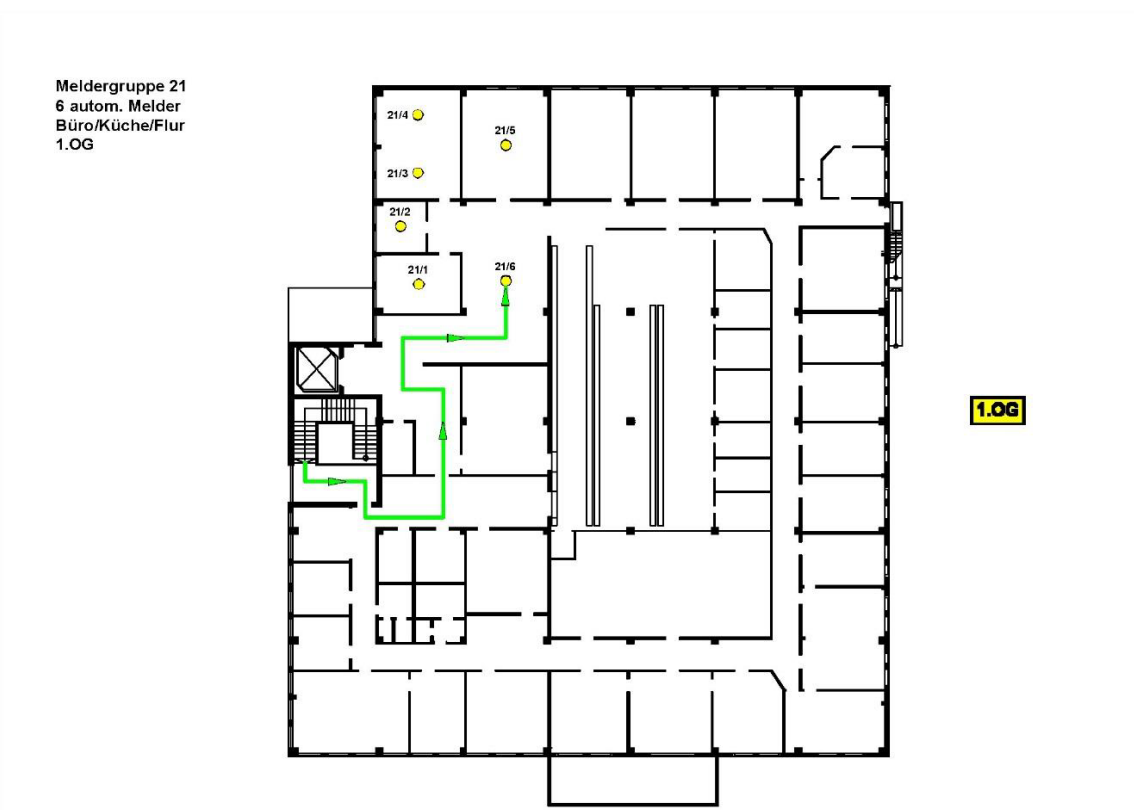 Meldergruppe 21
6 autom. Melder
Büro/Küche/Flur
1.OG
21/4
21/5
21/3
21/2
21/1
21/6
1.OG